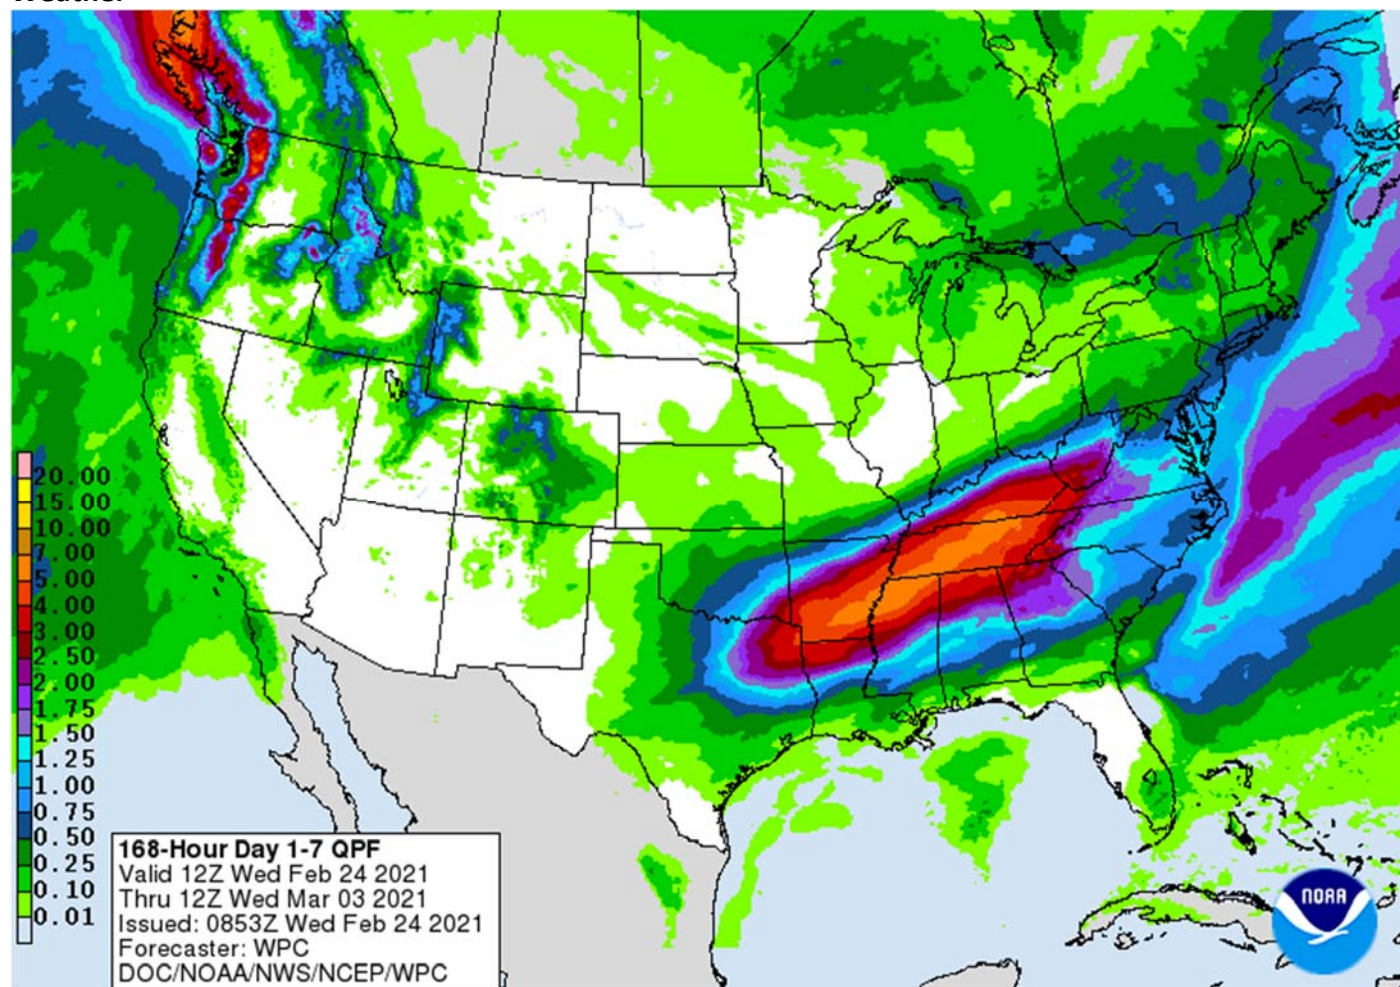 Weather
20.00
15.00
10.00
7.00
5.00
4.00
3.00
2.50
2.00
1.75
1.50
1.25
1.00
0.75
0.50
0.25
0.10
0.01
168-Hour Day 1-7 QPF
Valid 12Z Wed Feb 24 2021
Thru 12Z Wed Mar 03 2021
Issued: 0853Z Wed Feb 24 2021
Forecaster: WPC
DOC/NOAA/NWS/NCEP/WPC
NOAA